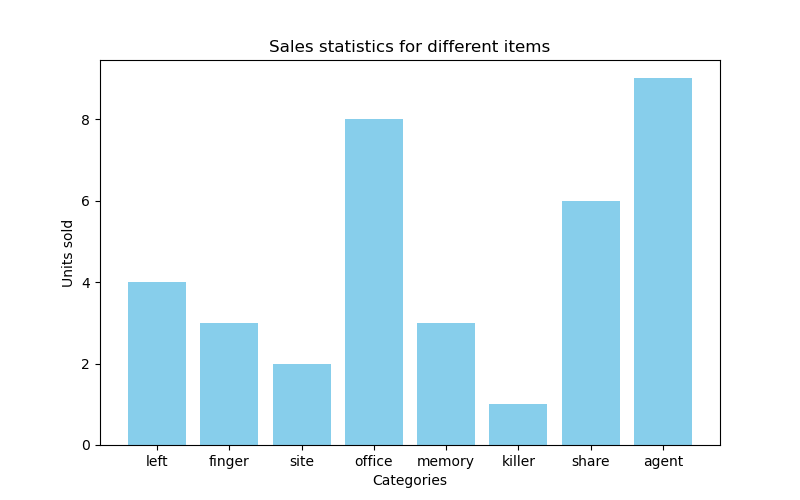 Sales statistics for different items
Units sold
8
6
4
2
0
left finger site office memory killer share agent
Categories